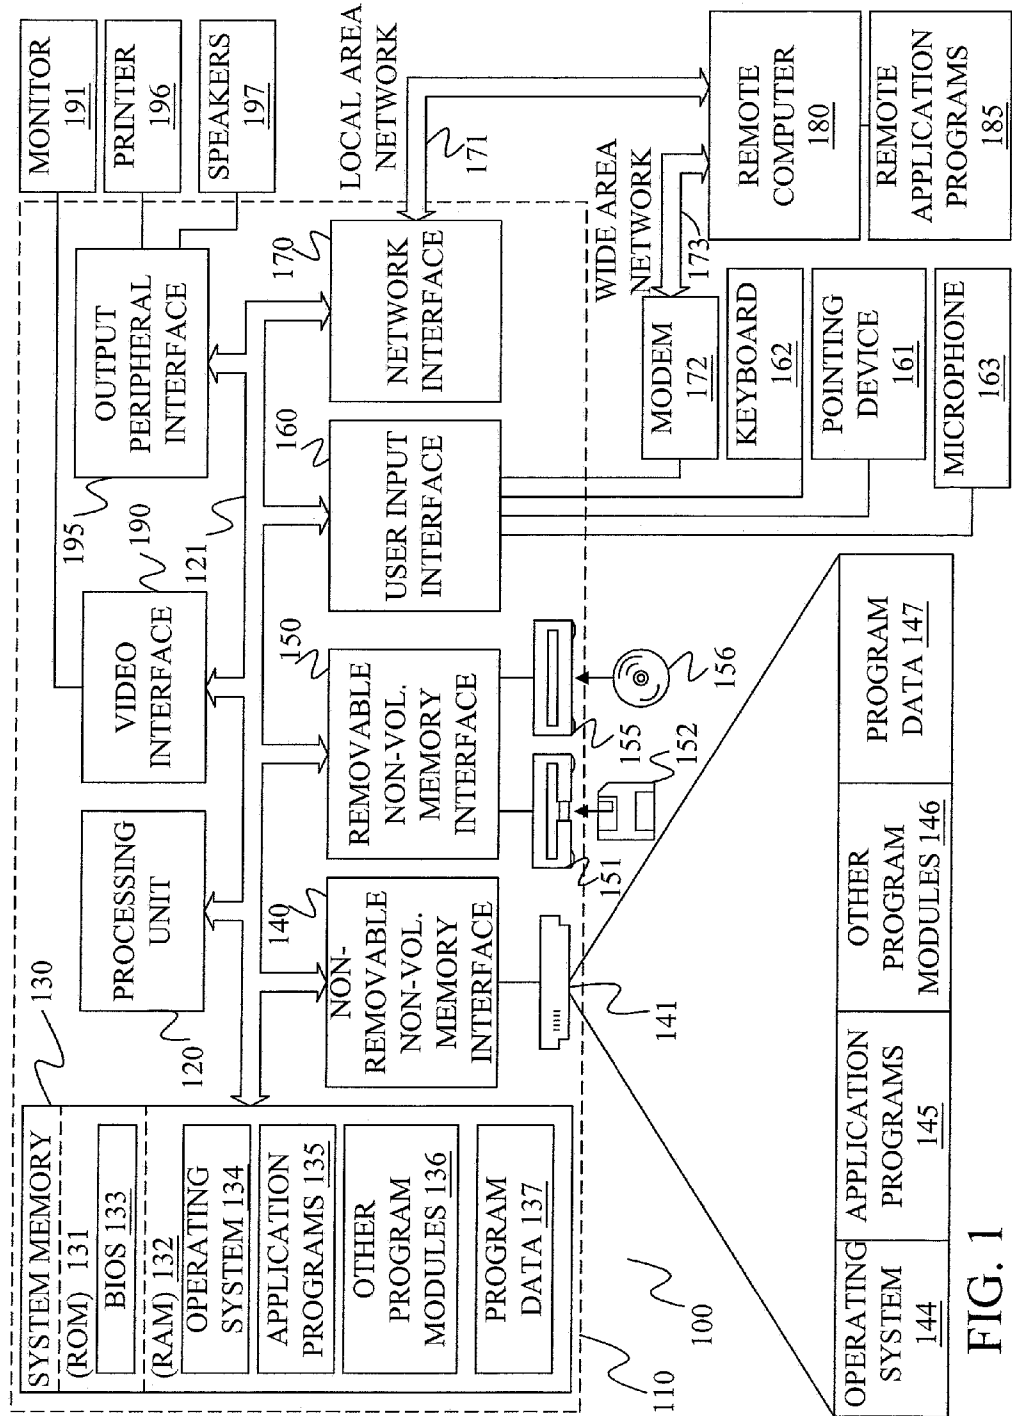 SYSTEM MEMORY
(ROM) 131
BIOS 133
(RAM) 132
OPERATING
SYSTEM 134
APPLICATION
PROGRAMS 135
OTHER
PROGRAM
MODULES 136
PROGRAM
DATA 137
130
PROCESSING
UNIT
120
VIDEO
INTERFACE
190
121
OUTPUT
PERIPHERAL
INTERFACE
195
MONITOR
191
PRINTER
196
SPEAKERS
197
NON-
REMOVABLE
NON-VOL.
MEMORY
INTERFACE
140
REMOVABLE
NON-VOL.
MEMORY
INTERFACE
150
USER INPUT
INTERFACE
160
NETWORK
INTERFACE
170
LOCAL AREA
NETWORK
171
WIDE AREA
NETWORK
173
REMOTE
COMPUTER
180
REMOTE
APPLICATION
PROGRAMS
185
MODEM
172
KEYBOARD
162
POINTING
DEVICE
161
MICROPHONE
163
141
151
152
155
156
110
100
OPERATING
SYSTEM
144
APPLICATION
PROGRAMS
145
OTHER
PROGRAM
MODULES 146
PROGRAM
DATA 147
FIG. 1